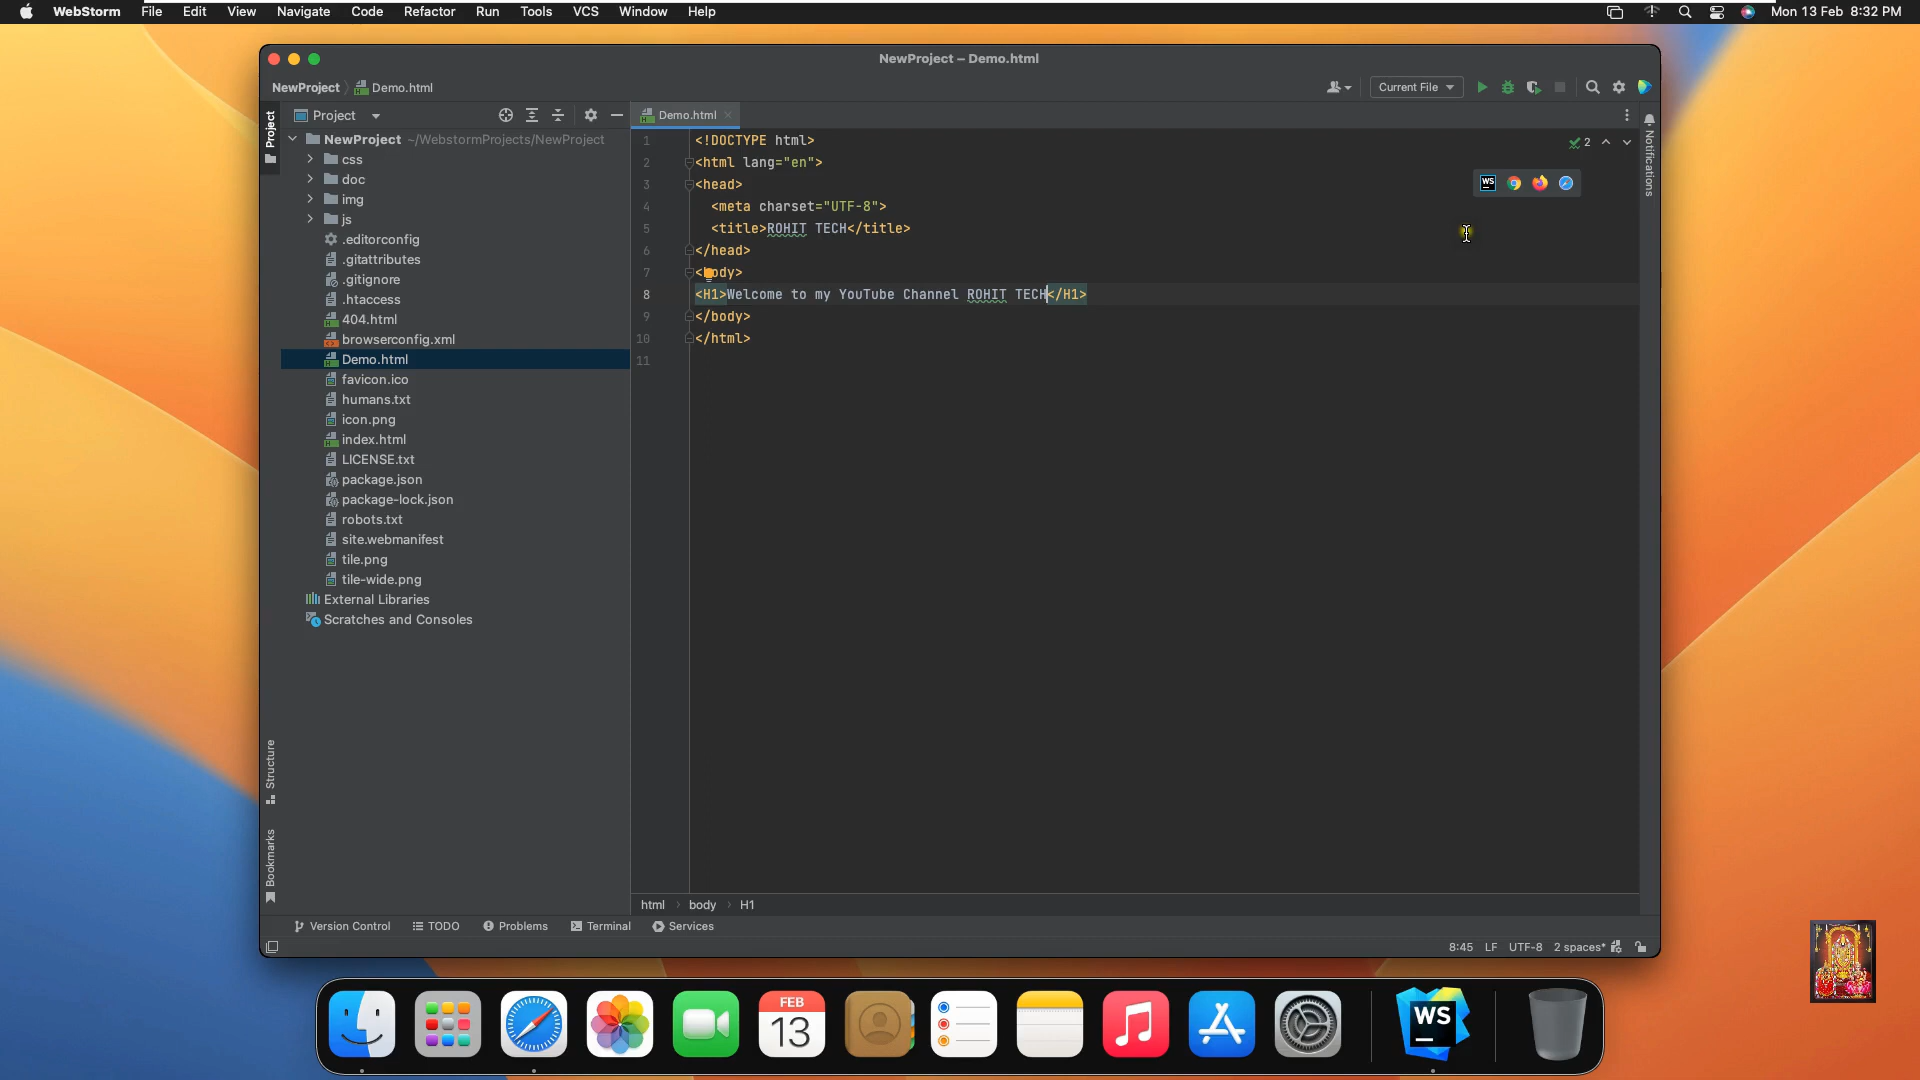 WebStorm File Edit View Navigate Code Refactor Run Tools VCS Window Help Mon 13 Feb 8:32 PM
NewProject – Demo.html
NewProject Demo.html Current File
Project
Project
Demo.html
Notifications
NewProject ~/WebstormProjects/NewProject
css
doc
img
js
.editorconfig
.gitattributes
.gitignore
.htaccess
404.html
browserconfig.xml
Demo.html
favicon.ico
humans.txt
icon.png
index.html
LICENSE.txt
package.json
package-lock.json
robots.txt
site.webmanifest
tile.png
tile-wide.png
External Libraries
Scratches and Consoles
1 <!DOCTYPE html>
2 <html lang="en">
3 <head>
4 <meta charset="UTF-8">
5 <title>ROHIT TECH</title>
6 </head>
7 <body>
8 <H1>Welcome to my YouTube Channel ROHIT TECH</H1>
9 </body>
10 </html>
11
2
WS
Structure
Bookmarks
html body H1
Version Control TODO Problems Terminal Services
8:45 LF UTF-8 2 spaces*
FEB
13
WS